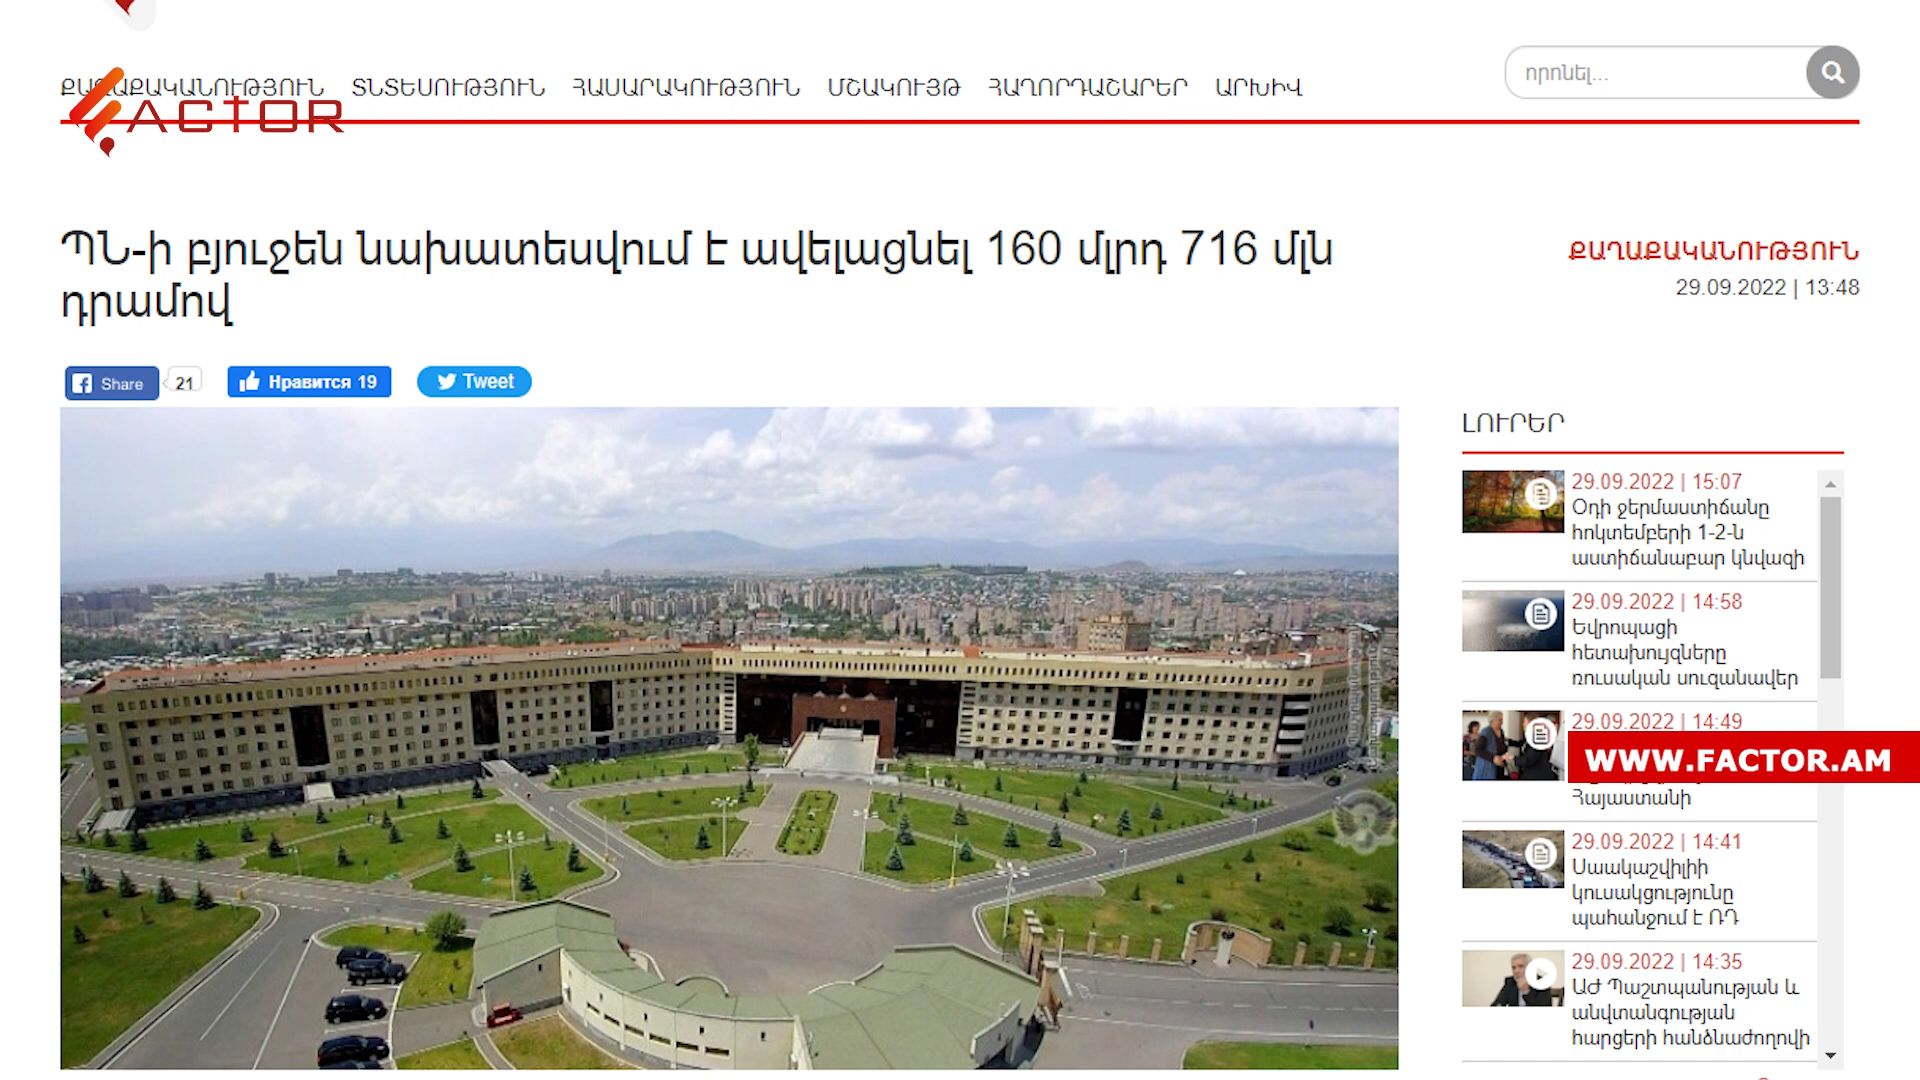 ՔԱՂԱՔԱԿԱՆՈՒԹՅՈՒՆ ՏՆՏԵՍՈՒԹՅՈՒՆ ՀԱՍԱՐԱԿՈՒԹՅՈՒՆ ՄՇԱԿՈՒՅԹ ՀԱՂՈՐԴԱՇԱՐԵՐ ԱՐԽԻՎ
որոնել...
FACTOR
ՊՆ-ի բյուջեն նախատեսվում է ավելացնել 160 մլրդ 716 մլն
դրամով
ՔԱՂԱՔԱԿԱՆՈՒԹՅՈՒՆ
29.09.2022 | 13:48
Share 21 Нравится 19 Tweet
ԼՈՒՐԵՐ
29.09.2022 | 15:07
Օդի ջերմաստիճանը
հոկտեմբերի 1-2-ն
աստիճանաբար կնվազի
29.09.2022 | 14:58
Եվրոպացի
հետախույզները
ռուսական սուզանավեր
29.09.2022 | 14:49
WWW.FACTOR.AM
Հայաստանի
29.09.2022 | 14:41
Սաակաշվիլիի
կուսակցությունը
պահանջում է ՌԴ
29.09.2022 | 14:35
ԱԺ Պաշտպանության և
անվտանգության
հարցերի հանձնաժողովի